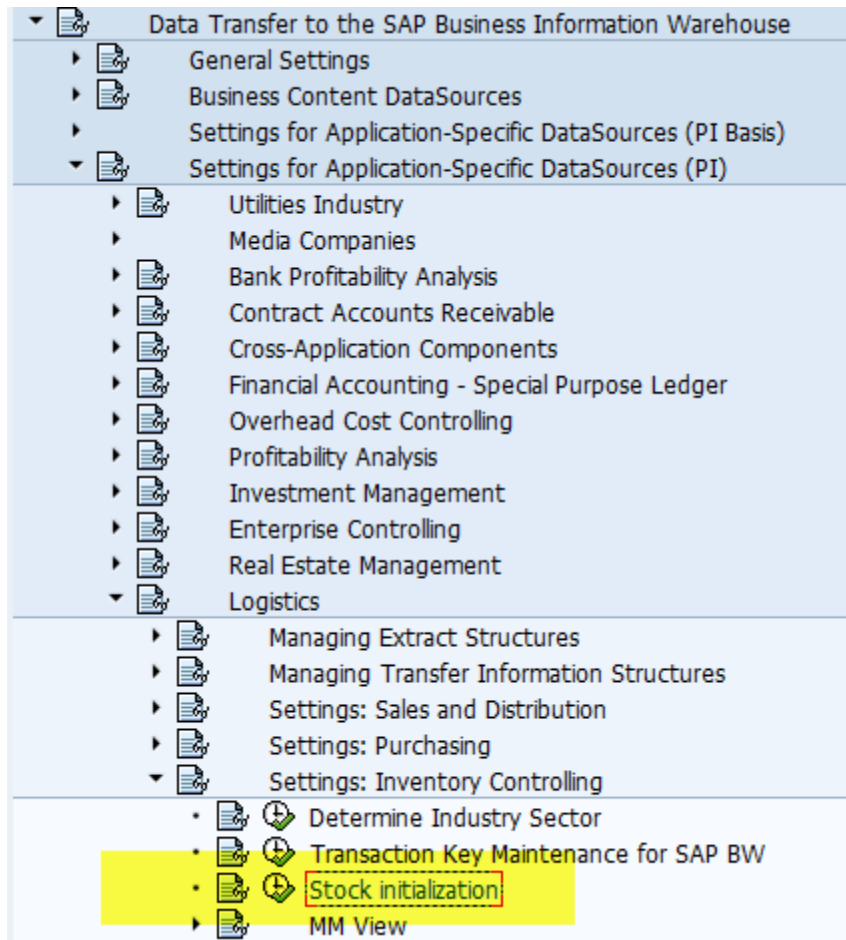 Data Transfer to the SAP Business Information Warehouse
General Settings
Business Content DataSources
Settings for Application-Specific DataSources (PI Basis)
Settings for Application-Specific DataSources (PI)
Utilities Industry
Media Companies
Bank Profitability Analysis
Contract Accounts Receivable
Cross-Application Components
Financial Accounting - Special Purpose Ledger
Overhead Cost Controlling
Profitability Analysis
Investment Management
Enterprise Controlling
Real Estate Management
Logistics
Managing Extract Structures
Managing Transfer Information Structures
Settings: Sales and Distribution
Settings: Purchasing
Settings: Inventory Controlling
Determine Industry Sector
Transaction Key Maintenance for SAP BW
Stock initialization
MM View